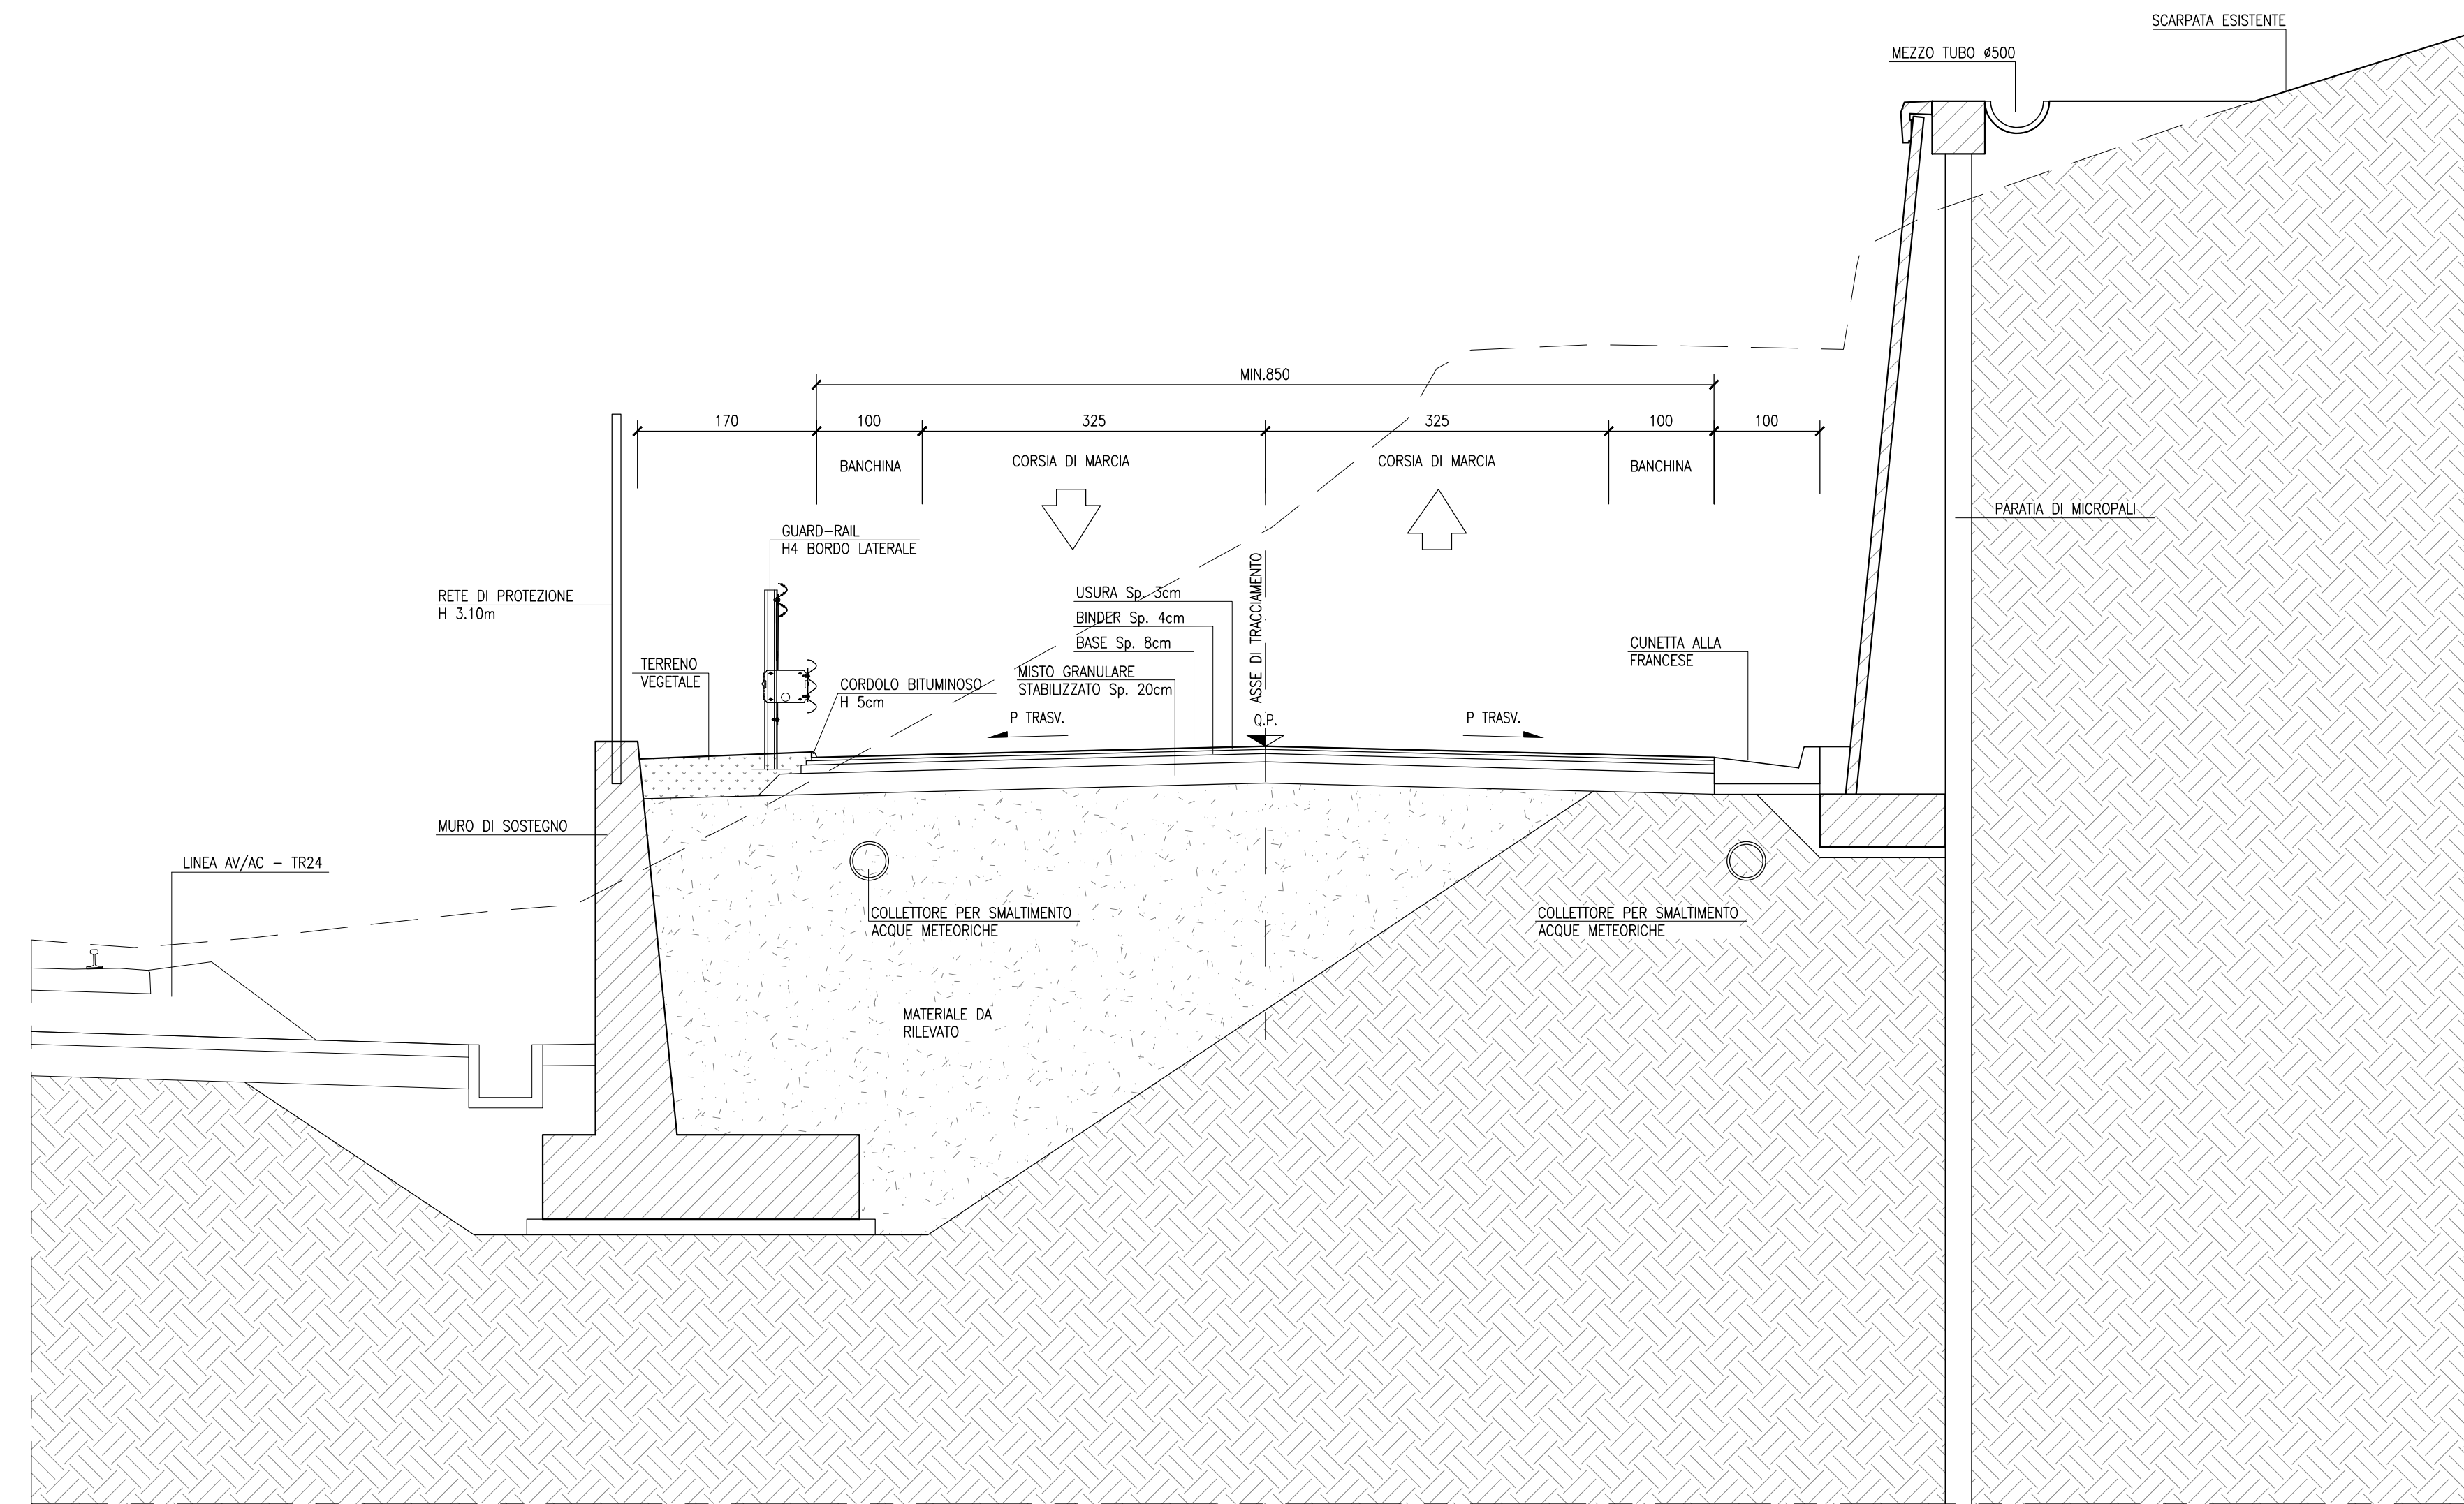 SCARPATA ESISTENTE
MEZZO TUBO ø500
MIN.850
170
100
325
325
100
100
BANCHINA
CORSIA DI MARCIA
CORSIA DI MARCIA
BANCHINA
PARATIA DI MICROPALI
GUARD-RAIL
H4 BORDO LATERALE
RETE DI PROTEZIONE
H 3.10m
USURA Sp. 3cm
BINDER Sp. 4cm
BASE Sp. 8cm
MISTO GRANULARE
STABILIZZATO Sp. 20cm
ASSE DI TRACCIAMENTO
CUNETTA ALLA
FRANCESE
TERRENO
VEGETALE
CORDOLO BITUMINOSO
H 5cm
P TRASV.
Q.P.
P TRASV.
MURO DI SOSTEGNO
LINEA AV/AC - TR24
COLLETTORE PER SMALTIMENTO
ACQUE METEORICHE
COLLETTORE PER SMALTIMENTO
ACQUE METEORICHE
MATERIALE DA
RILEVATO